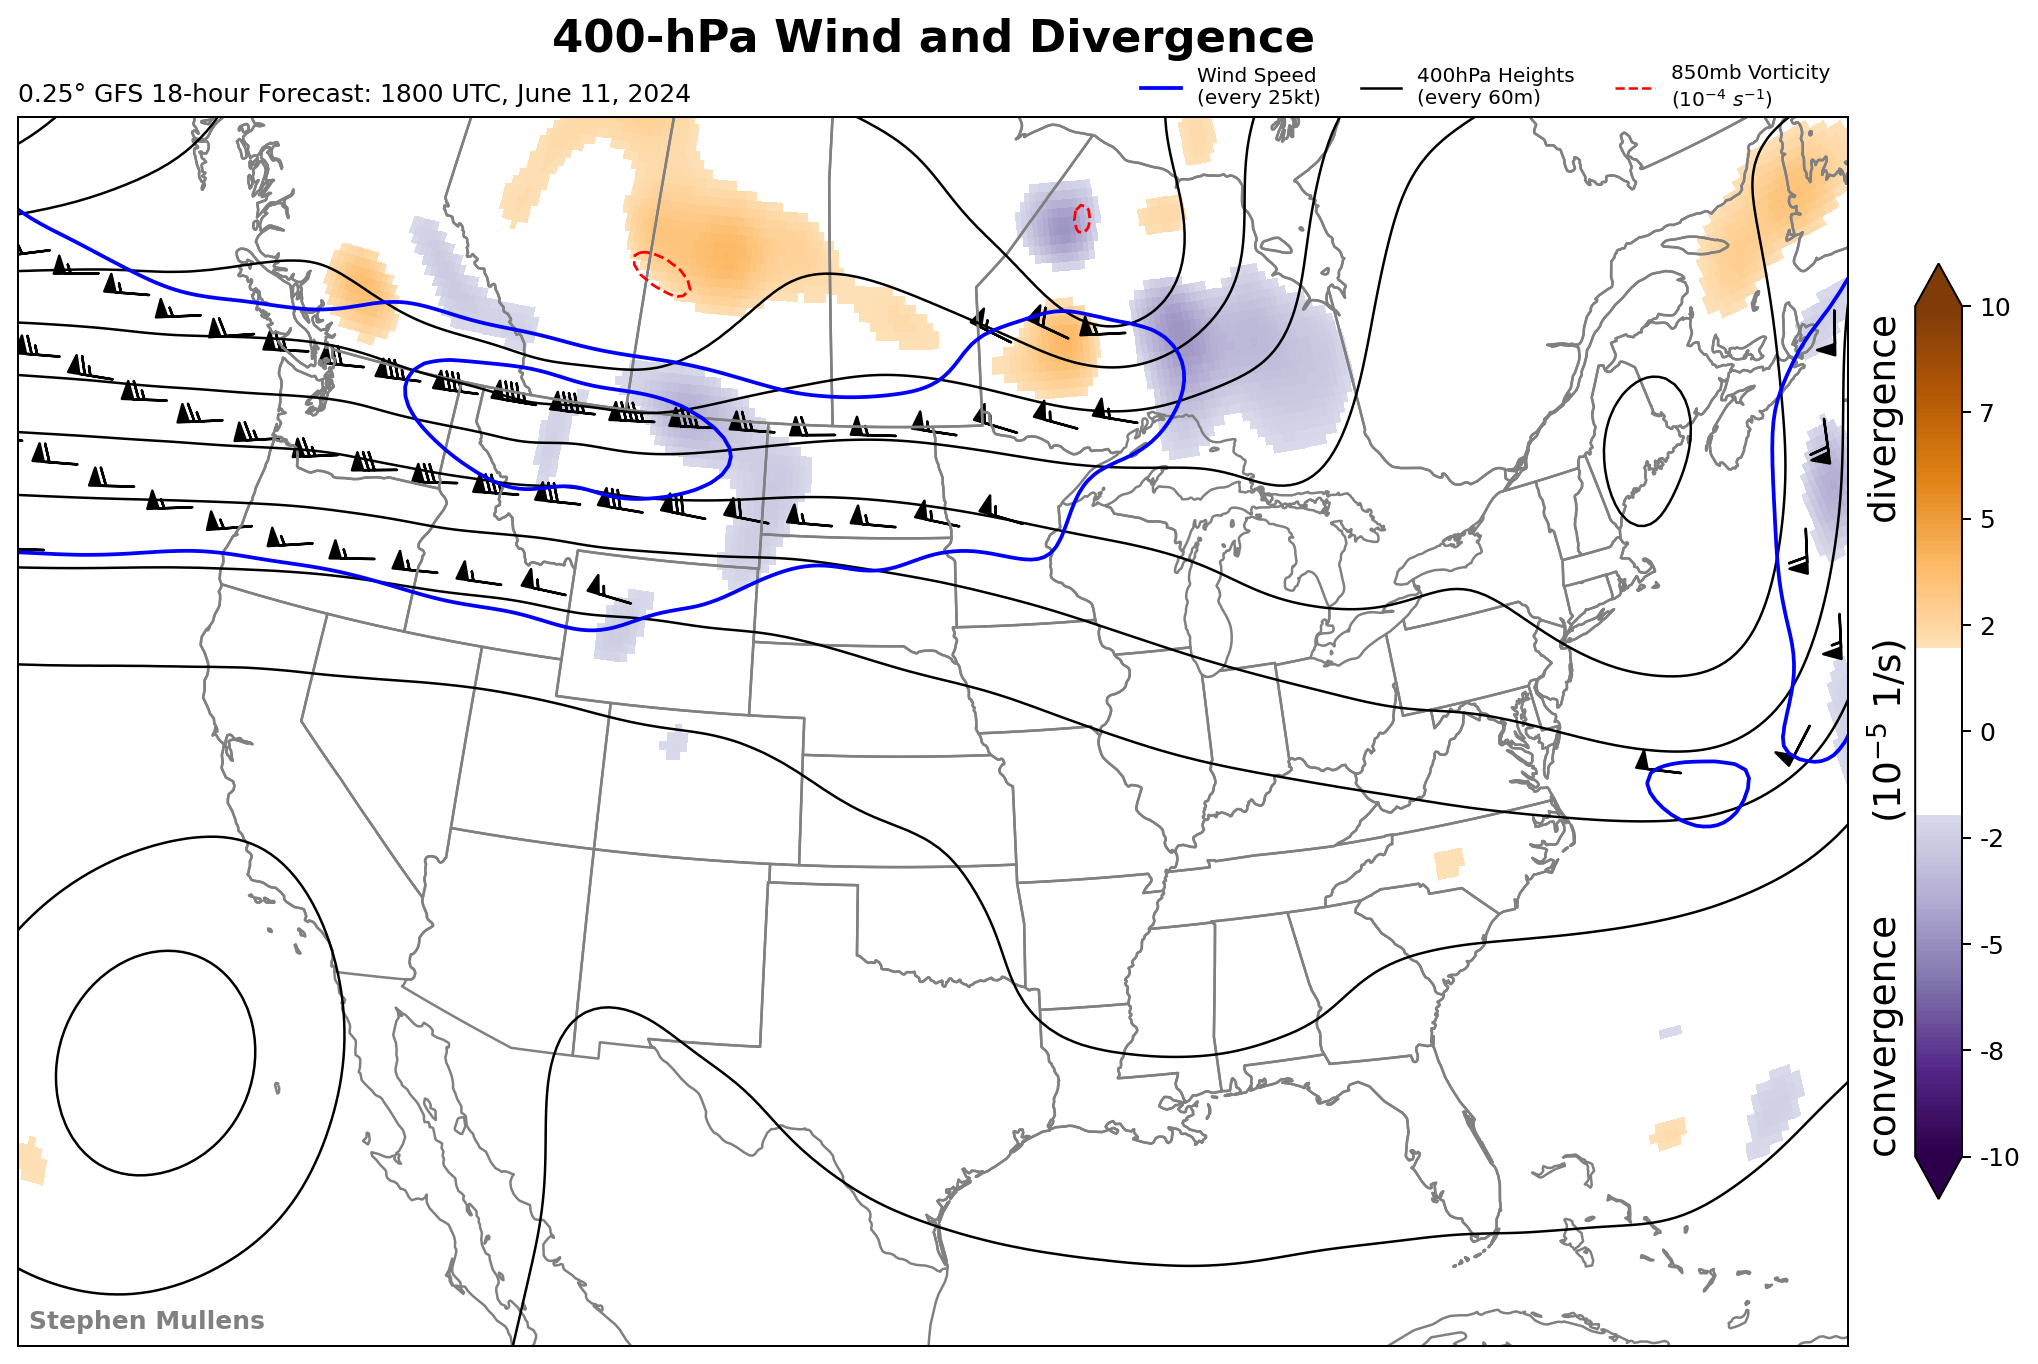 400-hPa Wind and Divergence
0.25° GFS 18-hour Forecast: 1800 UTC, June 11, 2024
Wind Speed
(every 25kt)
400hPa Heights
(every 60m)
850mb Vorticity
(10⁻⁴ s⁻¹)
10
7
5
2
0
-2
-5
-8
-10
convergence (10⁻⁵ 1/s) divergence
Stephen Mullens